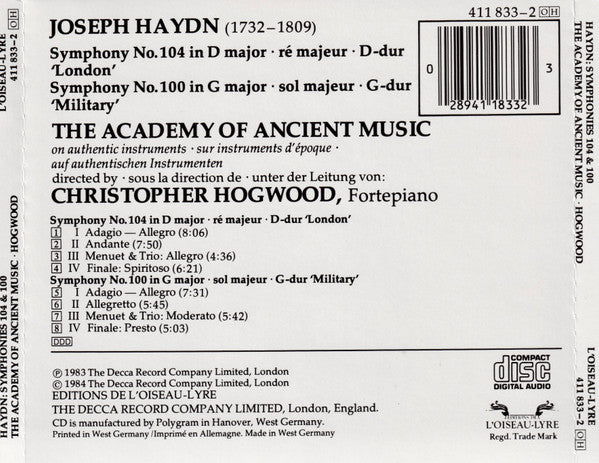 L'OISEAU-LYRE
411 833-2 OH
HAYDN: SYMPHONIES 104 & 100
THE ACADEMY OF ANCIENT MUSIC · HOGWOOD
JOSEPH HAYDN (1732–1809)
411 833-2 OH
Symphony No. 104 in D major · ré majeur · D-dur
'London'
Symphony No. 100 in G major · sol majeur · G-dur
'Military'
0
28941 18332
3
THE ACADEMY OF ANCIENT MUSIC
on authentic instruments · sur instruments d'époque ·
auf authentischen Instrumenten
directed by · sous la direction de · unter der Leitung von:
CHRISTOPHER HOGWOOD, Fortepiano
Symphony No. 104 in D major · ré majeur · D-dur 'London'
1 I Adagio — Allegro (8:06)
2 II Andante (7:50)
3 III Menuet & Trio: Allegro (4:36)
4 IV Finale: Spiritoso (6:21)
Symphony No. 100 in G major · sol majeur · G-dur 'Military'
5 I Adagio — Allegro (7:31)
6 II Allegretto (5:45)
7 III Menuet & Trio: Moderato (5:42)
8 IV Finale: Presto (5:03)
DDD
℗ 1983 The Decca Record Company Limited, London
© 1984 The Decca Record Company Limited, London
EDITIONS DE L'OISEAU-LYRE
THE DECCA RECORD COMPANY LIMITED, London, England.
CD is manufactured by Polygram in Hanover, West Germany.
Printed in West Germany / Imprimé en Allemagne. Made in West Germany
COMPACT
disc
DIGITAL AUDIO
EDITIONS DE
L'OISEAU-LYRE
Regd. Trade Mark
HAYDN: SYMPHONIES 104 & 100
THE ACADEMY OF ANCIENT MUSIC · HOGWOOD
L'OISEAU-LYRE
411 833-2 OH